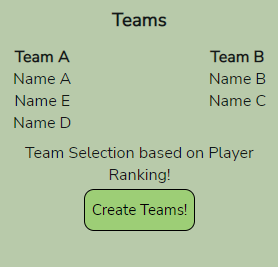 Teams
Team A Team B
Name A Name B
Name E Name C
Name D
Team Selection based on Player
Ranking!
Create Teams!